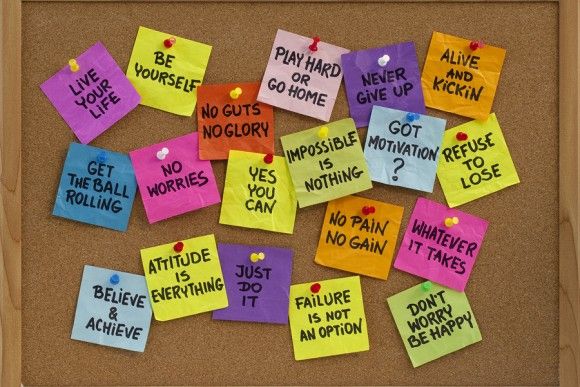 LIVE
YOUR
LIFE
BE
YOURSELF
PLAY HARD
OR
GO HOME
NEVER
GIVE UP
ALIVE
AND
KiCKiN
NO GUTS
NO GLORY
IMPOSSIBLE
IS
NOTHING
GOT
MOTIVATION
?
REFUSE
TO
LOSE
GET
THE BALL
ROLLING
NO
WORRIES
YES
YOU
CAN
NO PAIN
NO GAIN
WHATEVER
IT TAKES
BELIEVE
&
ACHIEVE
ATTITUDE
IS
EVERYTHING
JUST
DO
IT
FAILURE
IS NOT
AN OPTION
DON'T
WORRY
BE HAPPY